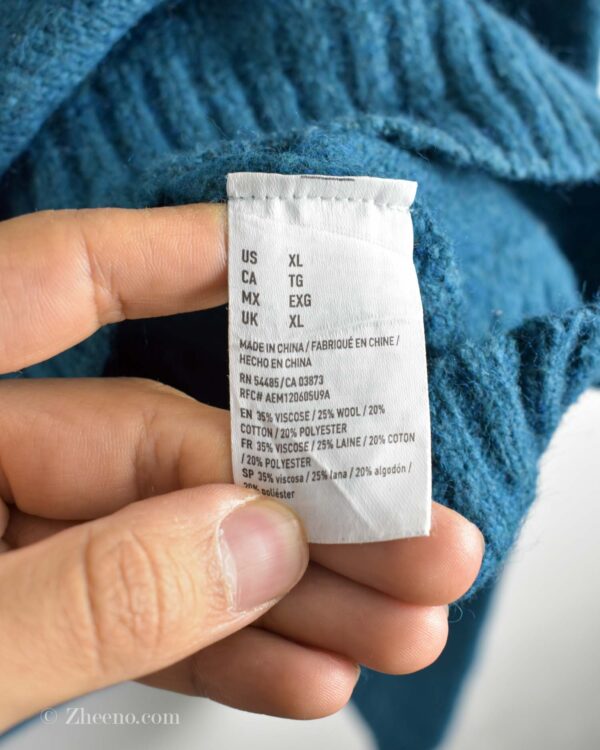 US XL
CA TG
MX EXG
UK XL
MADE IN CHINA / FABRIQUÉ EN CHINE /
HECHO EN CHINA
RN 54485/CA 03873
RFC# AEM120605U9A
EN 35% VISCOSE / 25% WOOL / 20%
COTTON / 20% POLYESTER
FR 35% VISCOSE / 25% LAINE / 20% COTON
/ 20% POLYESTER
SP 35% viscosa / 25% lana / 20% algodón /
20% poliéster
© Zheeno.com